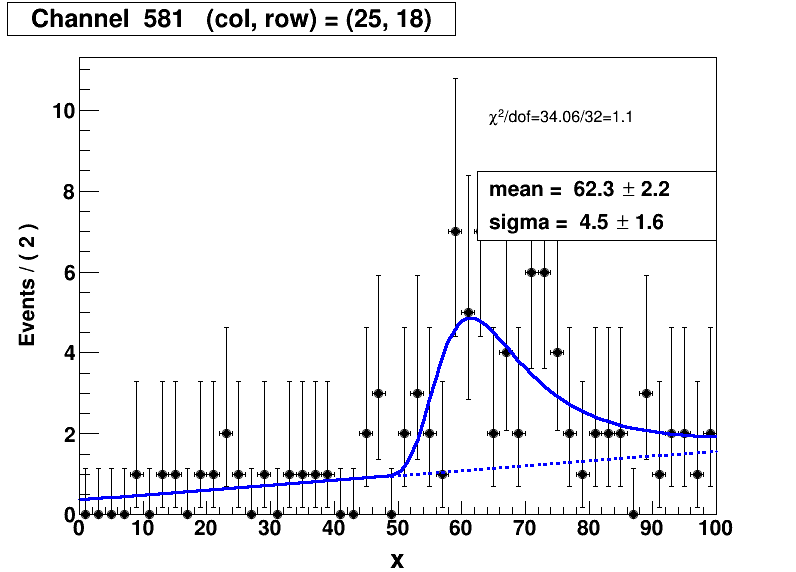 Channel 581 (col, row) = (25, 18)
χ²/dof=34.06/32=1.1
mean = 62.3 ± 2.2
sigma = 4.5 ± 1.6
Events / ( 2 )
10
8
6
4
2
0
0 10 20 30 40 50 60 70 80 90 100
x